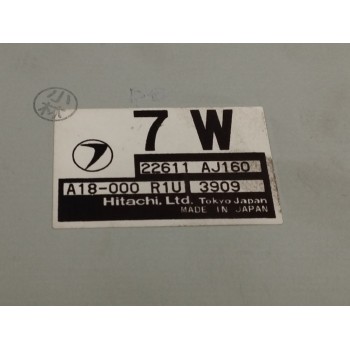 7 W
22611 AJ160
A18-000 R1U 3909
Hitachi, Ltd. Tokyo Japan
MADE IN JAPAN